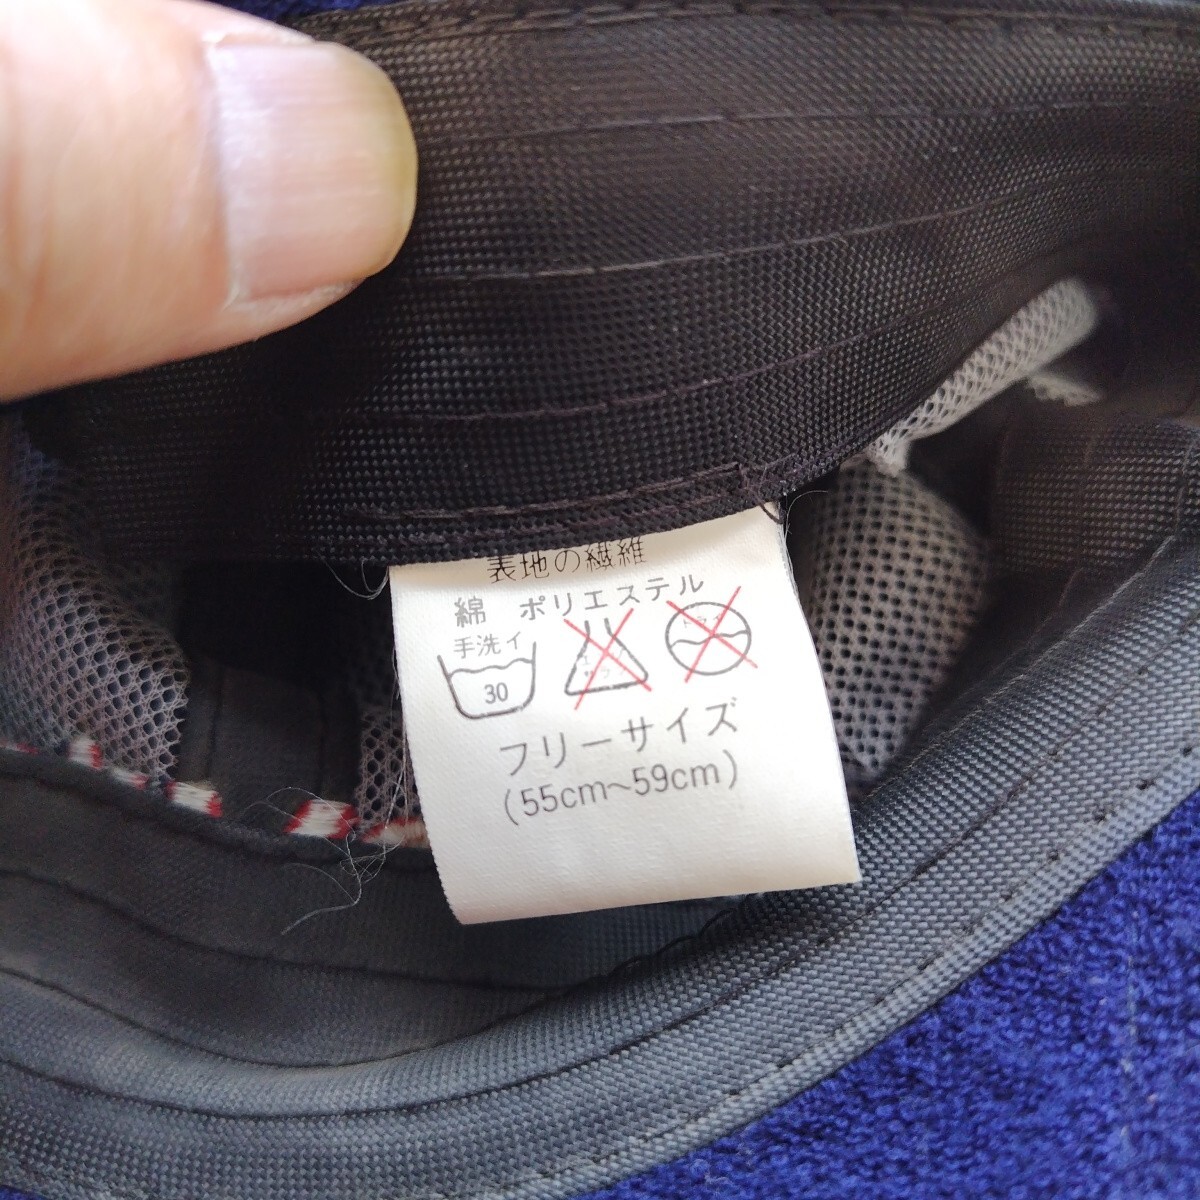 表地の繊維
綿 ポリエステル
手洗イ
30
フリーサイズ
(55cm~59cm)